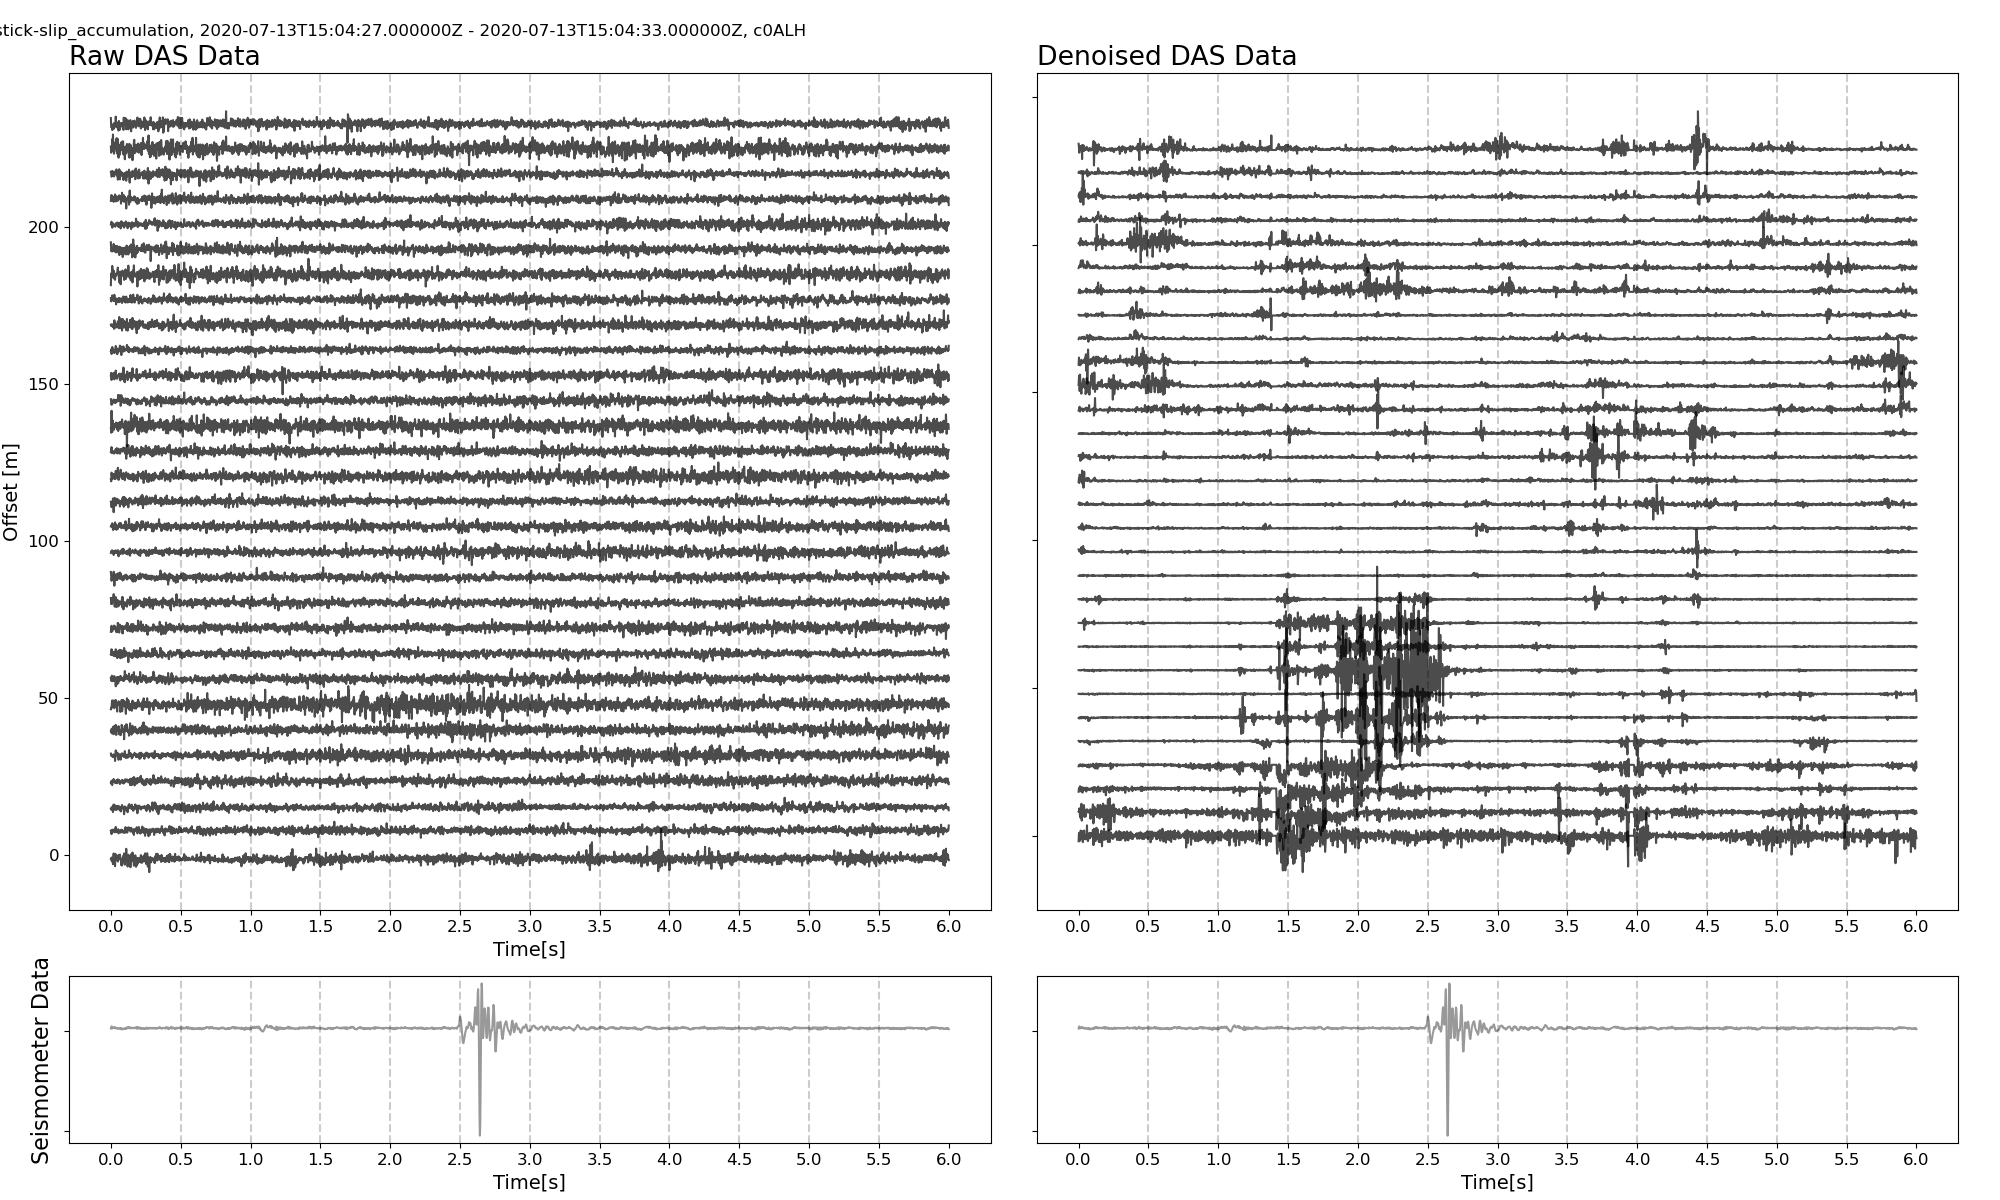 stick-slip_accumulation, 2020-07-13T15:04:27.000000Z - 2020-07-13T15:04:33.000000Z, c0ALH
Raw DAS Data
Denoised DAS Data
Offset [m]
200
150
100
50
0
0.0 0.5 1.0 1.5 2.0 2.5 3.0 3.5 4.0 4.5 5.0 5.5 6.0
Time[s]
0.0 0.5 1.0 1.5 2.0 2.5 3.0 3.5 4.0 4.5 5.0 5.5 6.0
Seismometer Data
0.0 0.5 1.0 1.5 2.0 2.5 3.0 3.5 4.0 4.5 5.0 5.5 6.0
Time[s]
0.0 0.5 1.0 1.5 2.0 2.5 3.0 3.5 4.0 4.5 5.0 5.5 6.0
Time[s]